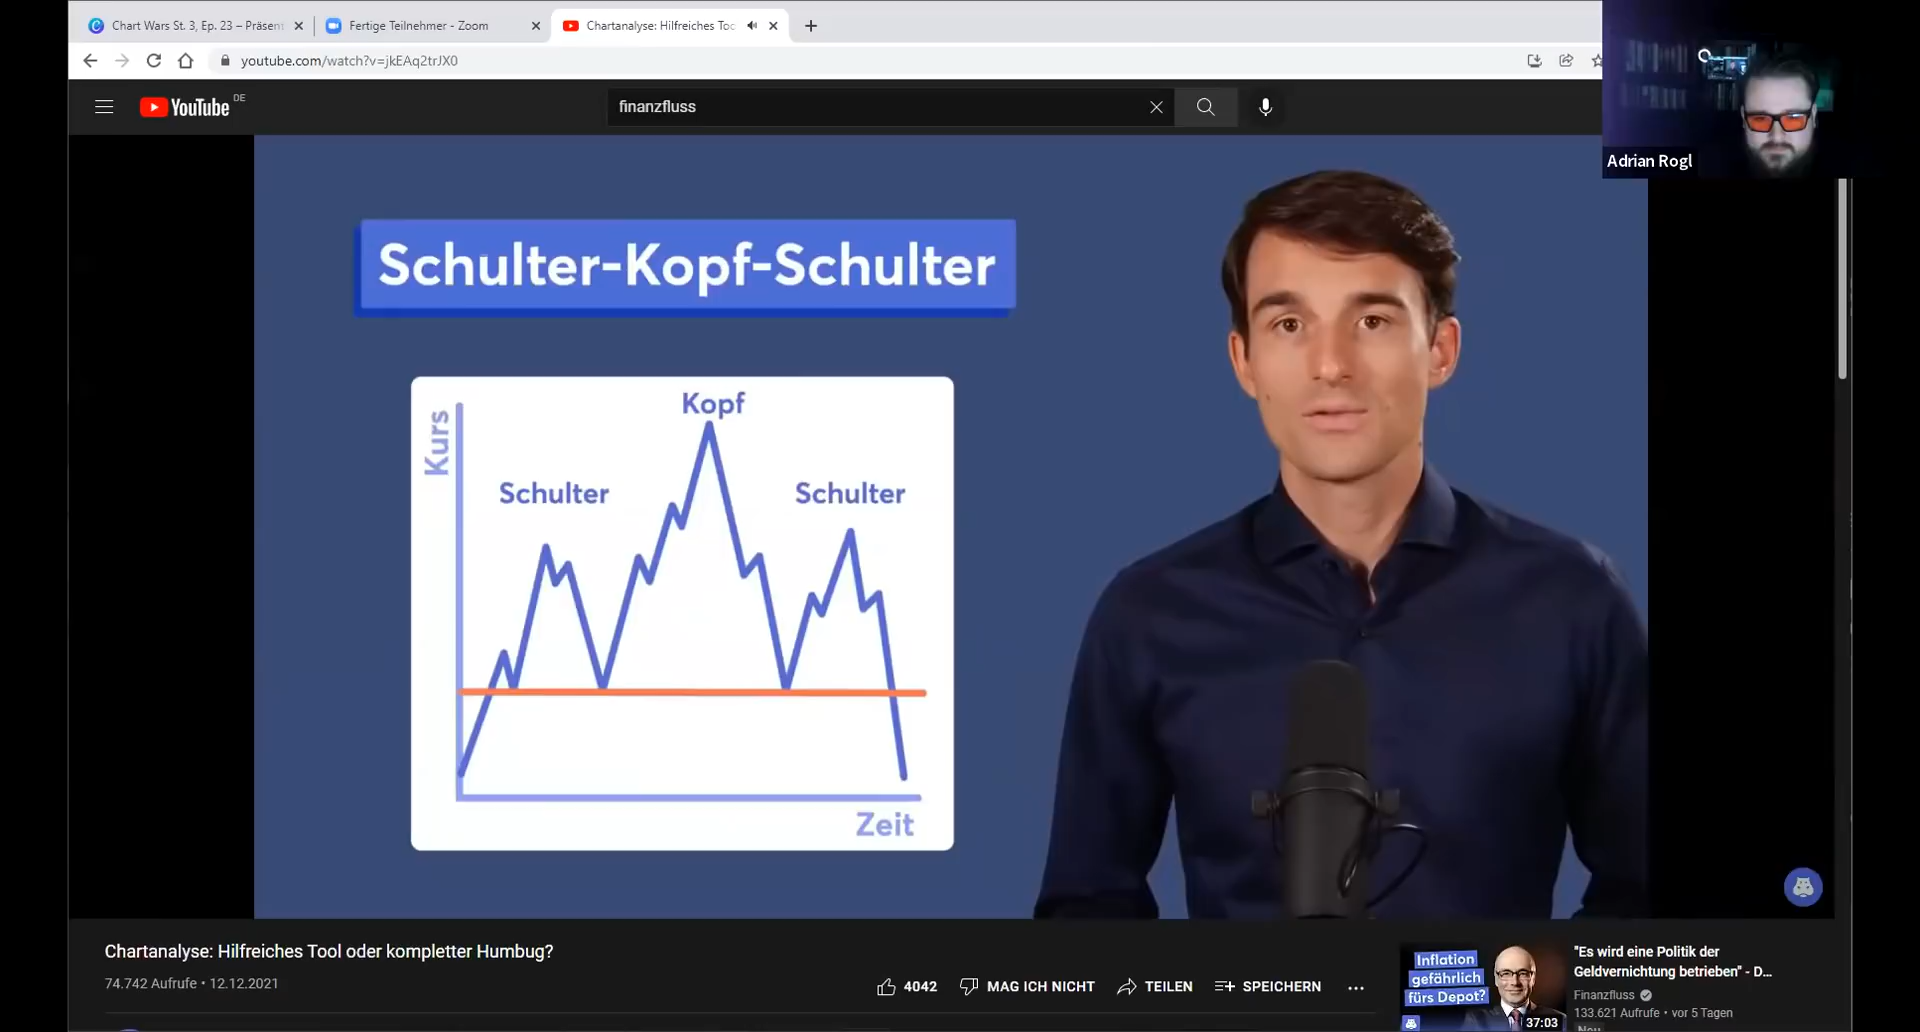 Chart Wars St. 3, Ep. 23 – Präsent
Fertige Teilnehmer - Zoom
Chartanalyse: Hilfreiches Too
youtube.com/watch?v=jkEAq2trJX0
YouTube DE
finanzfluss
Adrian Rogl
Schulter-Kopf-Schulter
Kurs
Kopf
Schulter
Schulter
Zeit
Chartanalyse: Hilfreiches Tool oder kompletter Humbug?
74.742 Aufrufe • 12.12.2021
4042
MAG ICH NICHT
TEILEN
SPEICHERN
Inflation
gefährlich
fürs Depot?
37:03
"Es wird eine Politik der
Geldvernichtung betrieben" - D...
Finanzfluss
133.621 Aufrufe • vor 5 Tagen
Neu